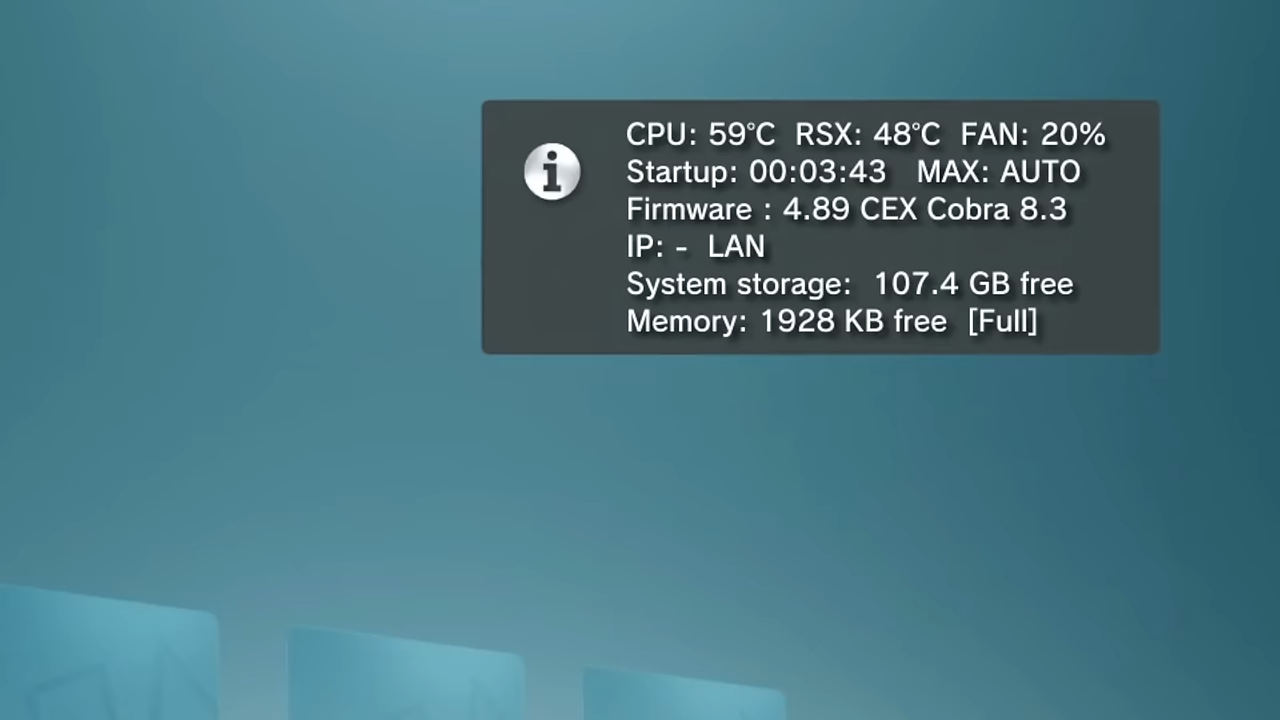 CPU: 59°C  RSX: 48°C  FAN: 20%
Startup: 00:03:43   MAX: AUTO
Firmware : 4.89 CEX Cobra 8.3
IP: -  LAN
System storage:  107.4 GB free
Memory: 1928 KB free  [Full]